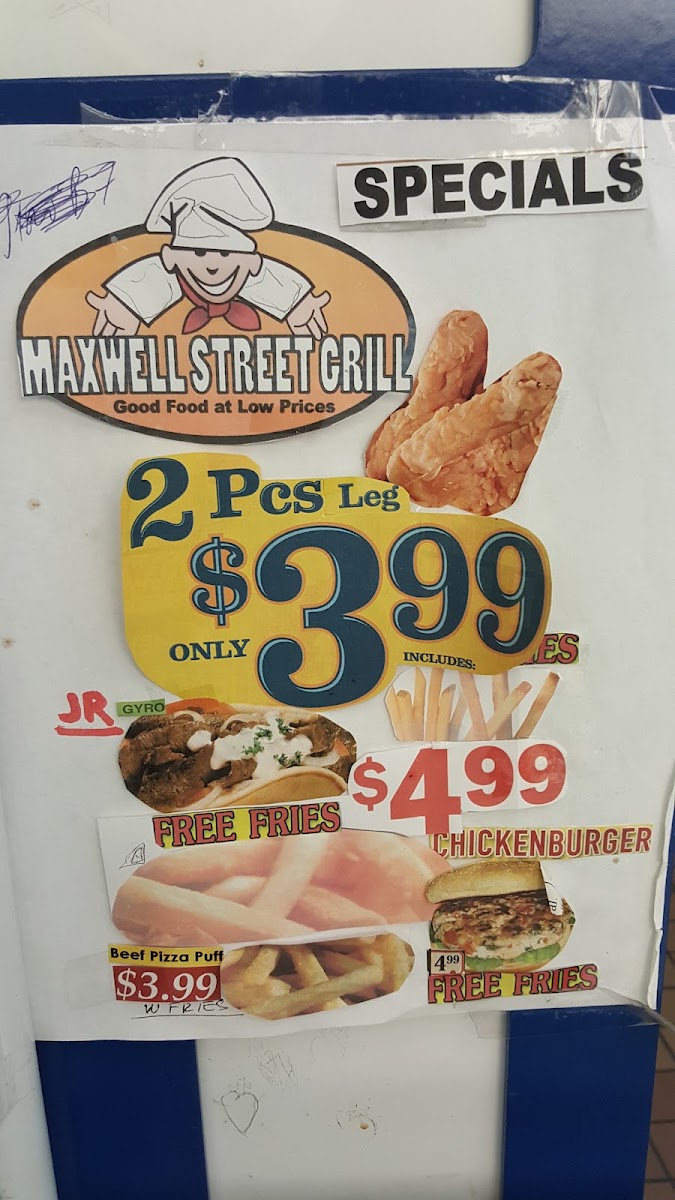 SPECIALS
MAXWELL STREET GRILL
Good Food at Low Prices
2 Pcs Leg
ONLY $3.99
INCLUDES:
ES
JR GYRO
$4.99
FREE FRIES
CHICKENBURGER
Beef Pizza Puff
$3.99
W FRIES
4.99
FREE FRIES